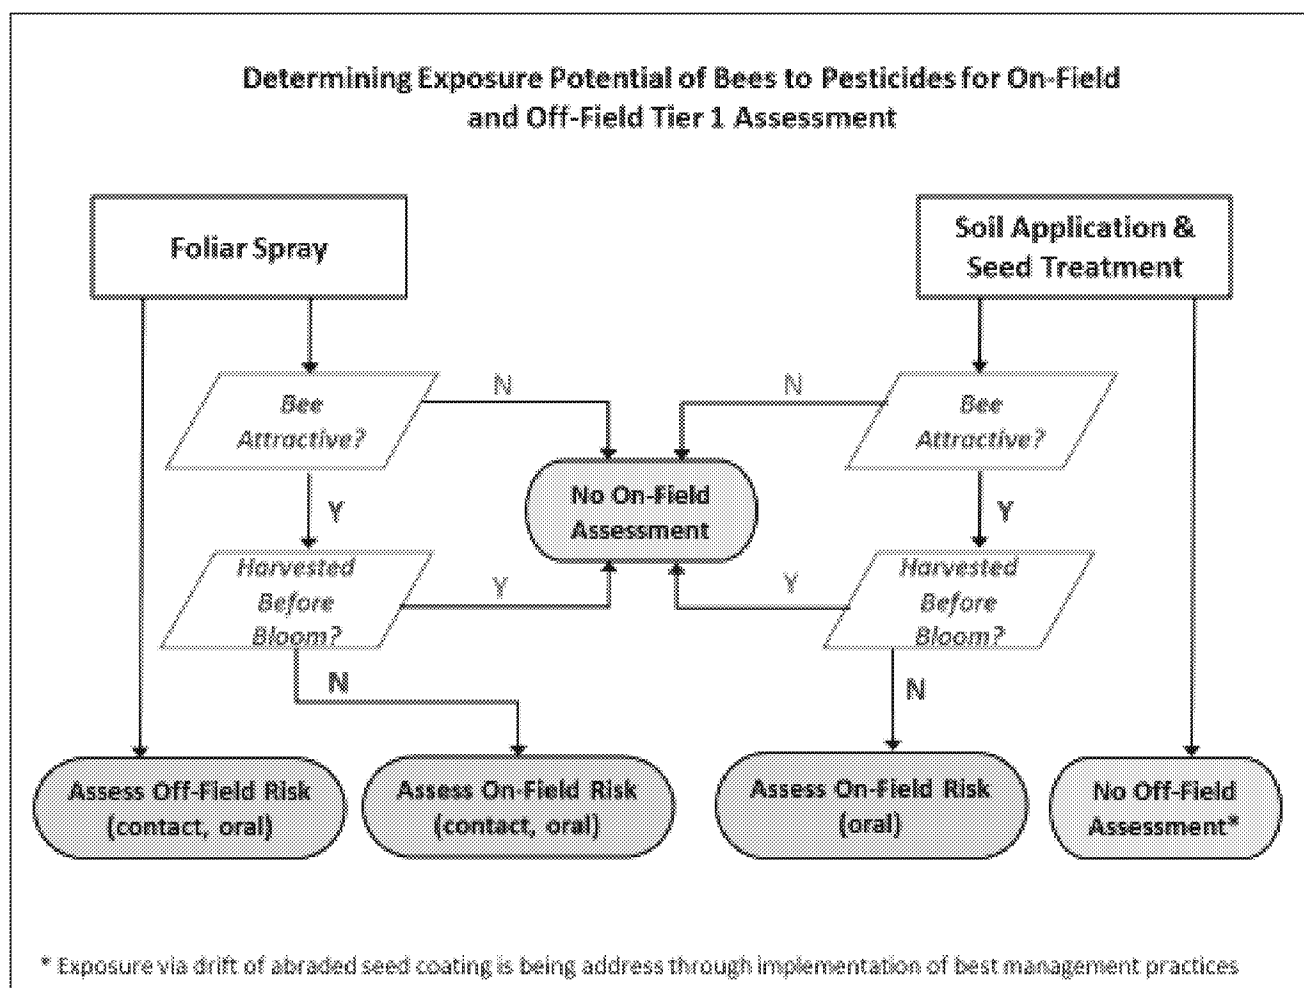 Determining Exposure Potential of Bees to Pesticides for On-Field
and Off-Field Tier 1 Assessment
Foliar Spray
Soil Application &
Seed Treatment
Bee
Attractive?
N
N
Bee
Attractive?
No On-Field
Assessment
Y
Y
Harvested
Before
Bloom?
Y
Y
Harvested
Before
Bloom?
N
N
Assess Off-Field Risk
(contact, oral)
Assess On-Field Risk
(contact, oral)
Assess On-Field Risk
(oral)
No Off-Field
Assessment*
* Exposure via drift of abraded seed coating is being address through implementation of best management practices